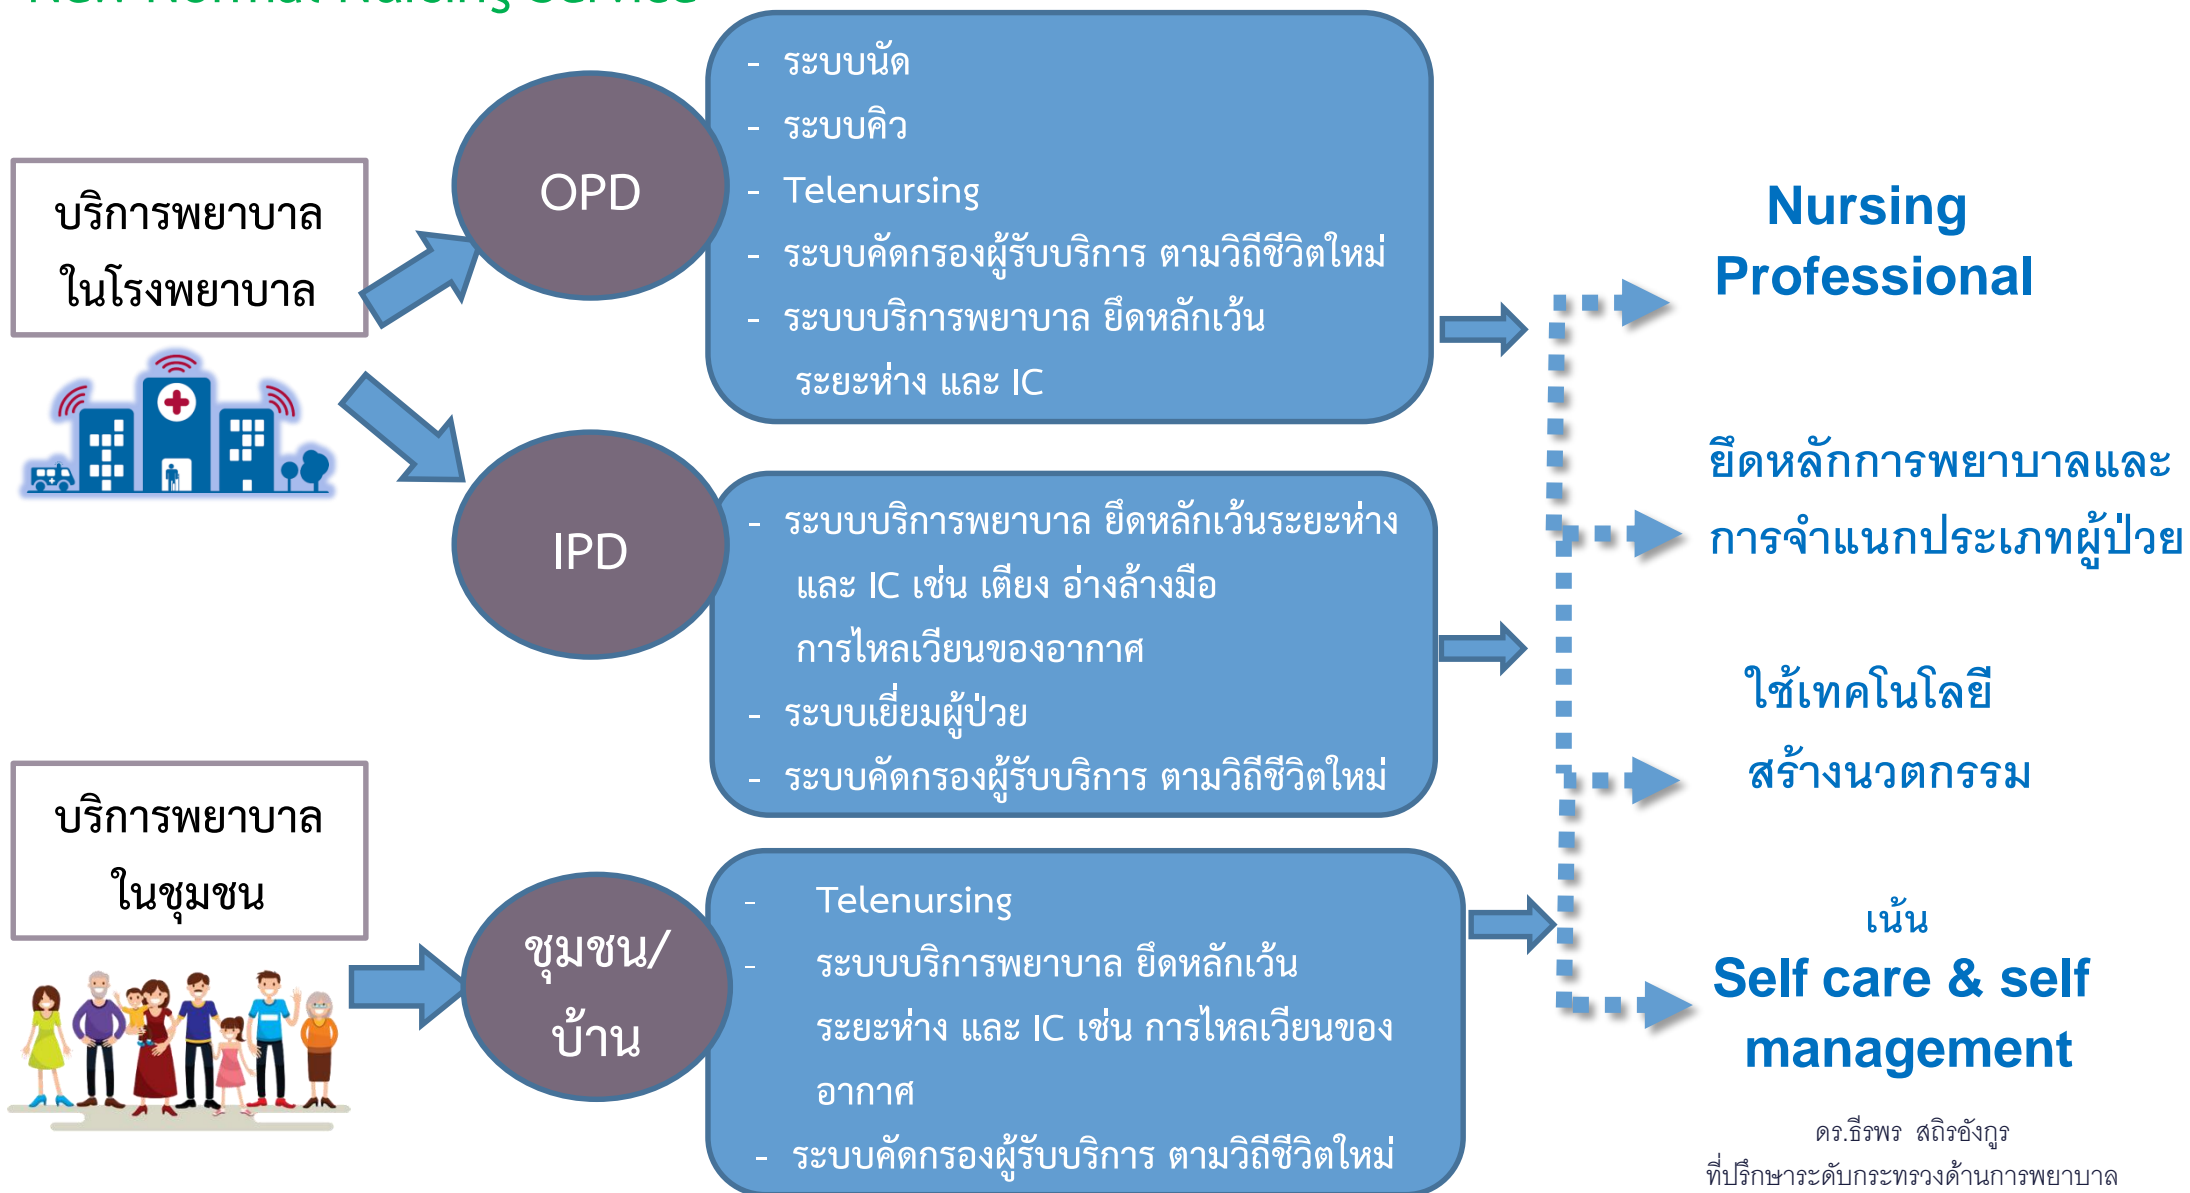 Normal Nursing Service
บริการพยาบาล
ในโรงพยาบาล
OPD
- ระบบนัด
- ระบบคิว
- Telenursing
- ระบบคัดกรองผู้รับบริการ ตามวิถีชีวิตใหม่
- ระบบบริการพยาบาล ยึดหลักเว้น
ระยะห่าง และ IC
IPD
- ระบบบริการพยาบาล ยึดหลักเว้นระยะห่าง
และ IC เช่น เตียง อ่างล้างมือ
การไหลเวียนของอากาศ
- ระบบเยี่ยมผู้ป่วย
- ระบบคัดกรองผู้รับบริการ ตามวิถีชีวิตใหม่
บริการพยาบาล
ในชุมชน
ชุมชน/
บ้าน
- Telenursing
- ระบบบริการพยาบาล ยึดหลักเว้น
ระยะห่าง และ IC เช่น การไหลเวียนของ
อากาศ
- ระบบคัดกรองผู้รับบริการ ตามวิถีชีวิตใหม่
Nursing
Professional
ยึดหลักการพยาบาลและ
การจำแนกประเภทผู้ป่วย
ใช้เทคโนโลยี
สร้างนวตกรรม
เน้น
Self care & self
management
ดร.ธีรพร สถิรอังกูร
ที่ปรึกษาระดับกระทรวงด้านการพยาบาล